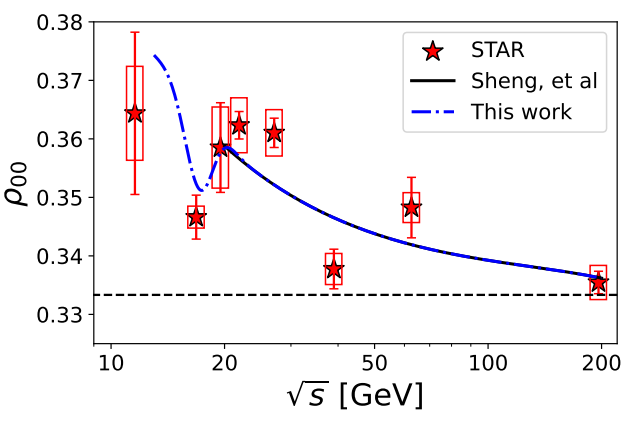 0.38
0.37
0.36
0.35
0.34
0.33
ρ₀₀
STAR
Sheng, et al
This work
10 20 50 100 200
√s [GeV]